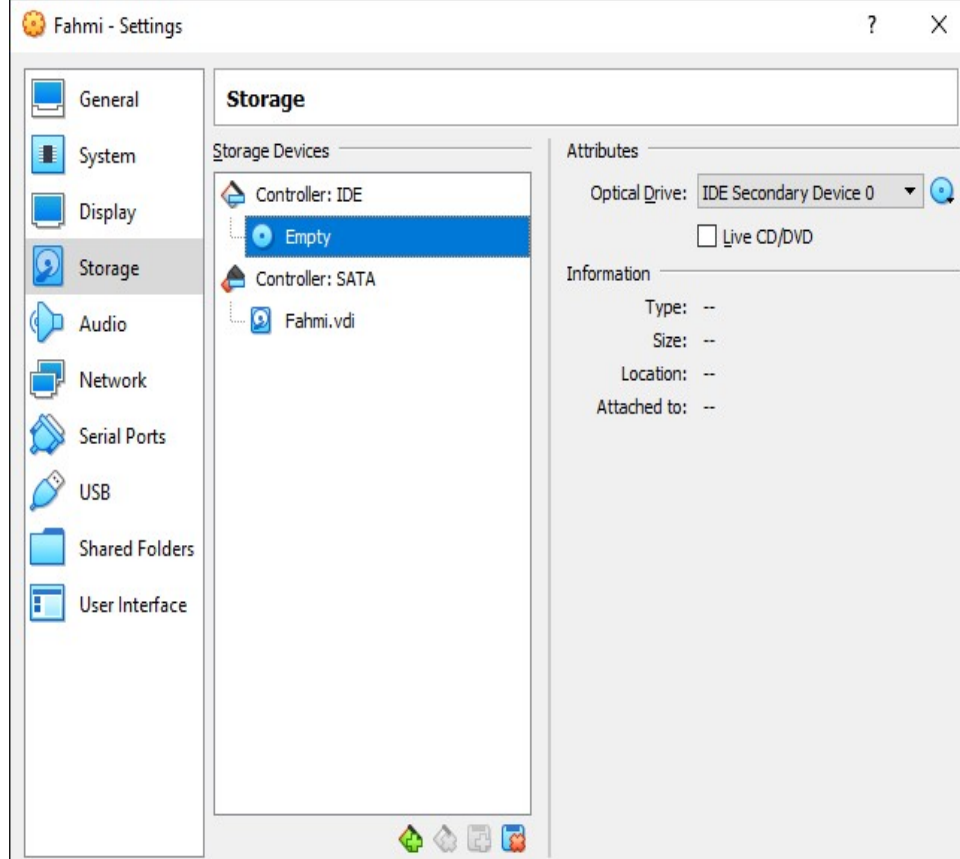 Fahmi - Settings
?
General
System
Display
Storage
Audio
Network
Serial Ports
USB
Shared Folders
User Interface
Storage
Storage Devices
Controller: IDE
Empty
Controller: SATA
Fahmi.vdi
Attributes
Optical Drive: IDE Secondary Device 0
Live CD/DVD
Information
Type: --
Size: --
Location: --
Attached to: --